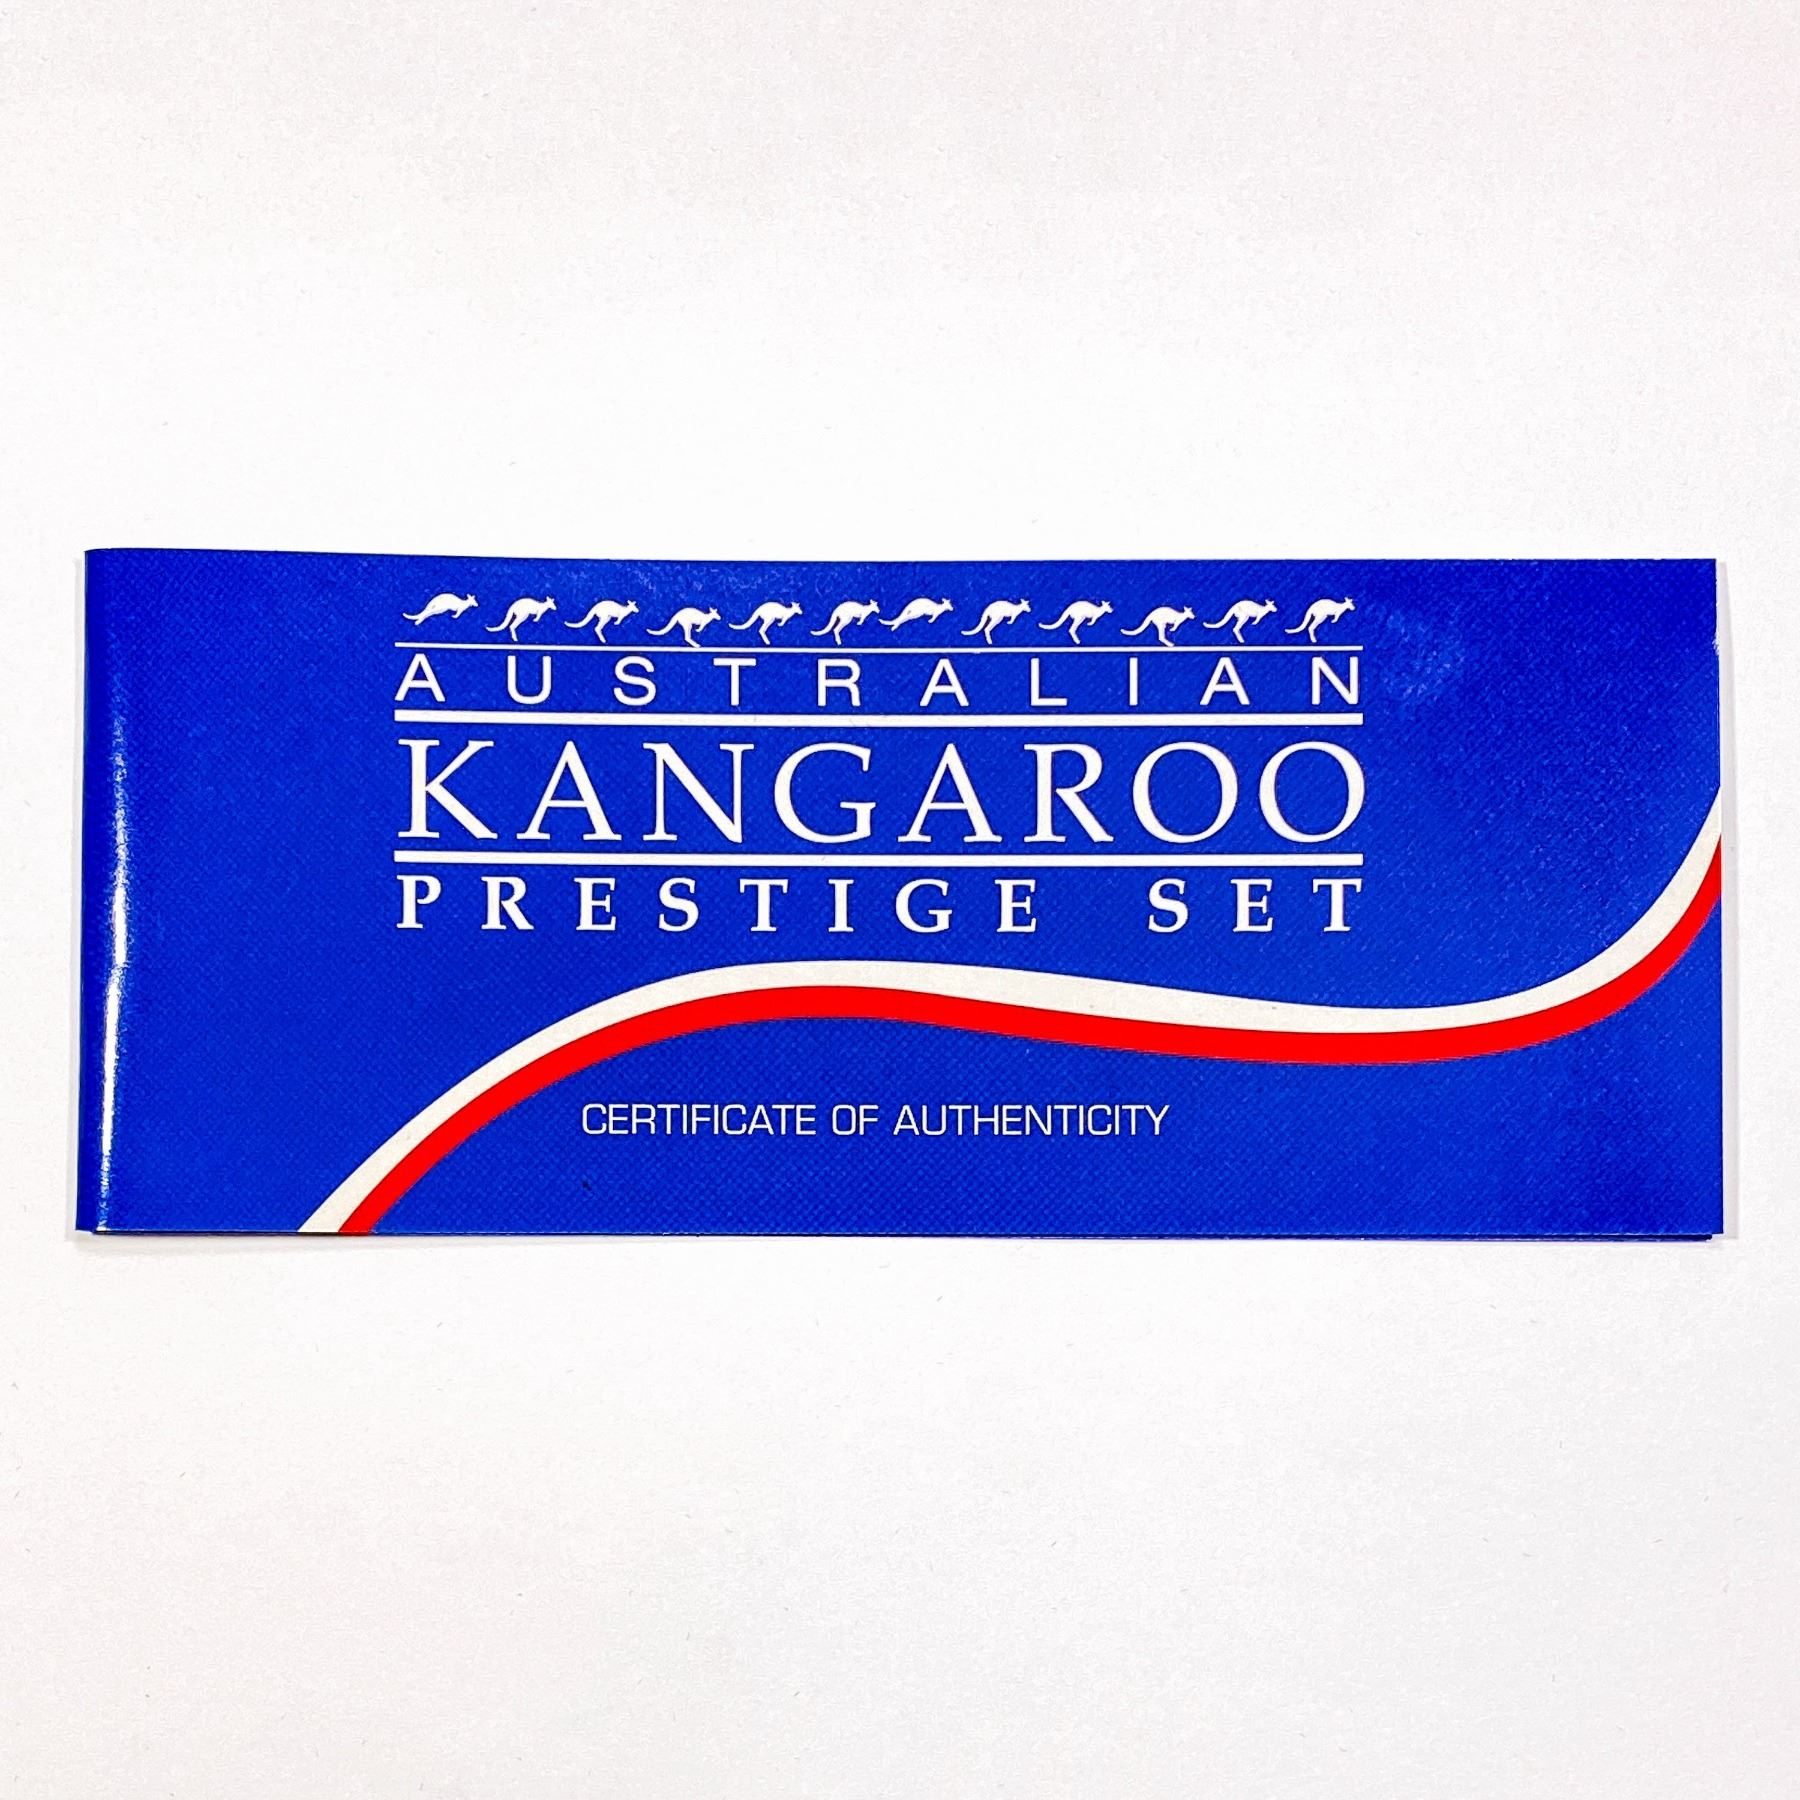 AUSTRALIAN
KANGAROO
PRESTIGE SET
CERTIFICATE OF AUTHENTICITY